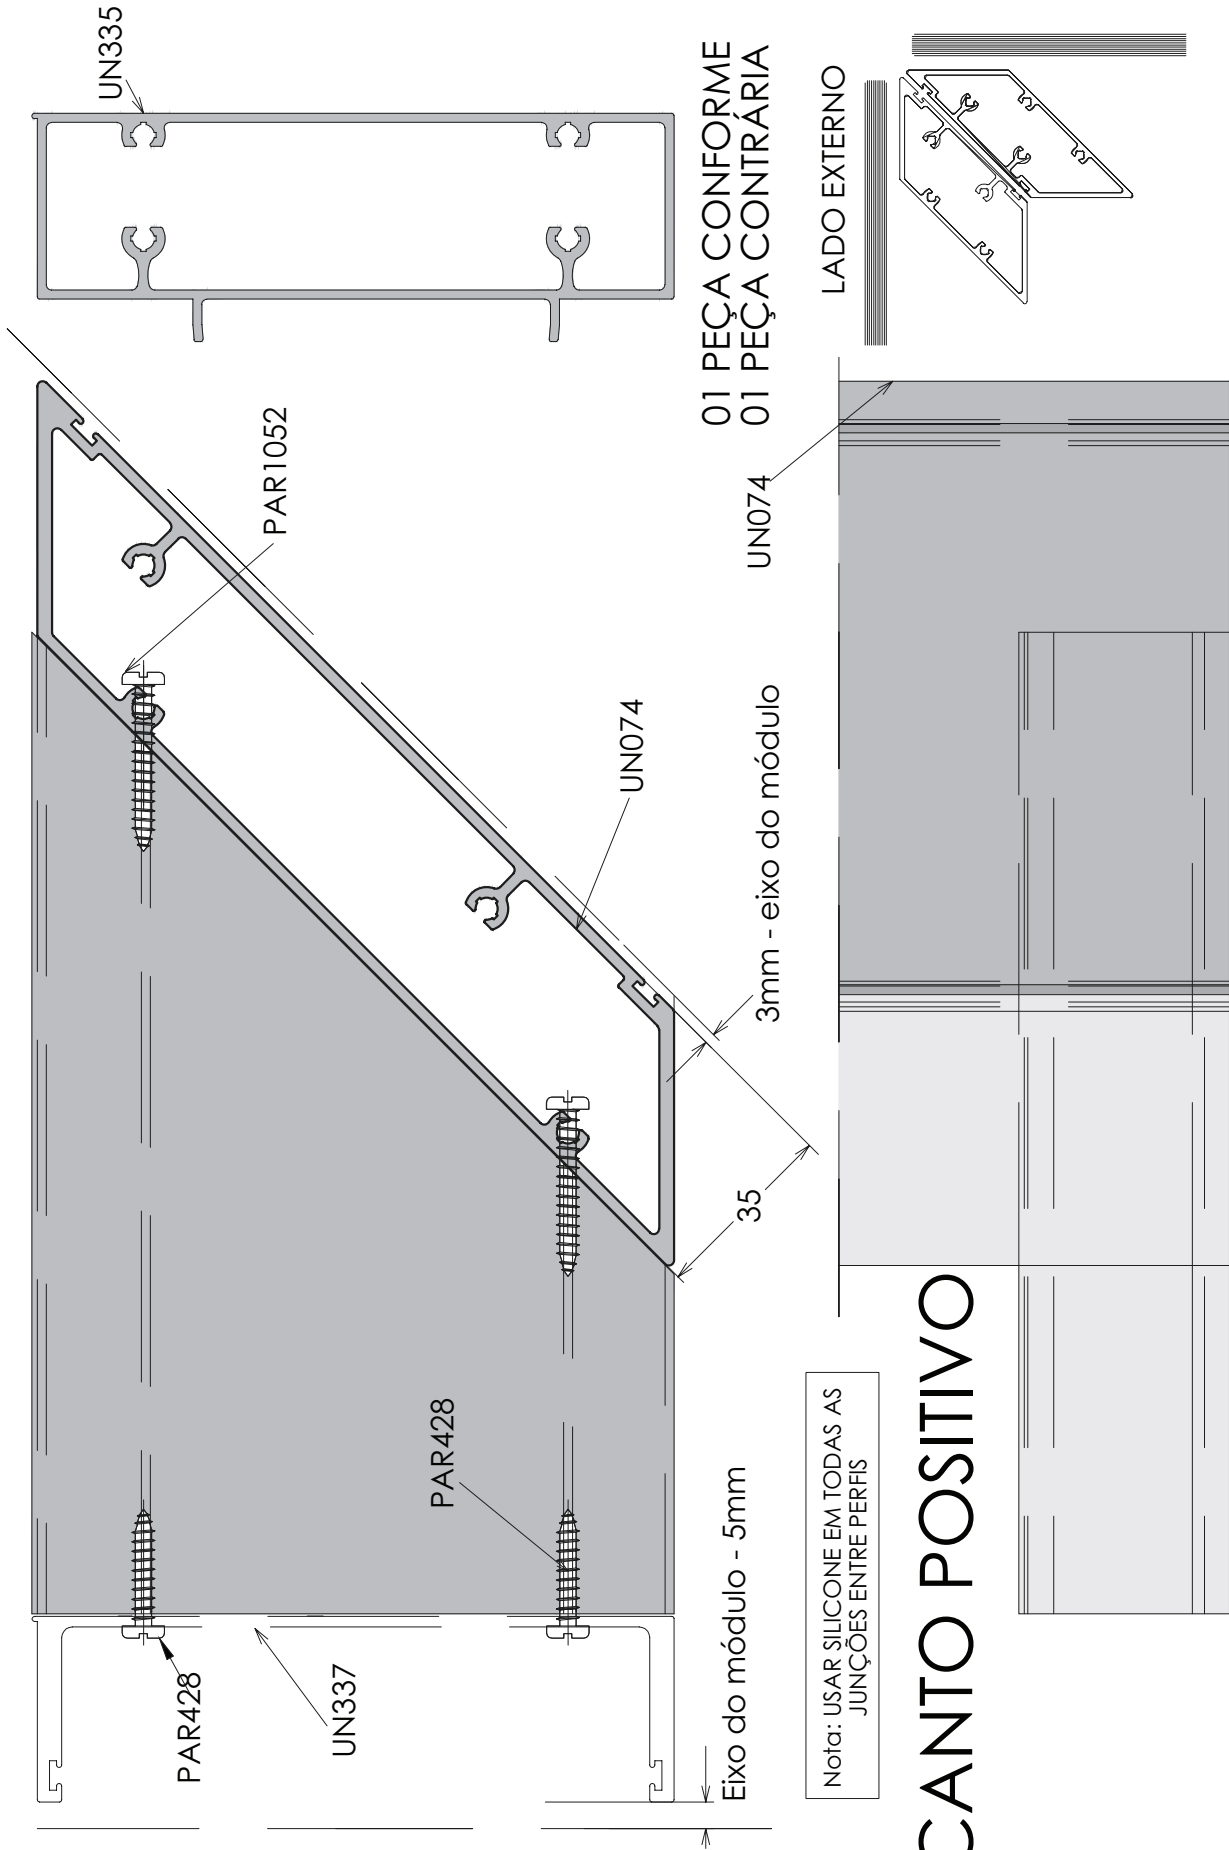 UN335
01 PEÇA CONFORME
01 PEÇA CONTRÁRIA
LADO EXTERNO
PAR1052
UN074
UN074
3mm - eixo do módulo
35
PAR428
Eixo do módulo - 5mm
PAR428
UN337
Nota: USAR SILICONE EM TODAS AS
JUNÇÕES ENTRE PERFIS
CANTO POSITIVO